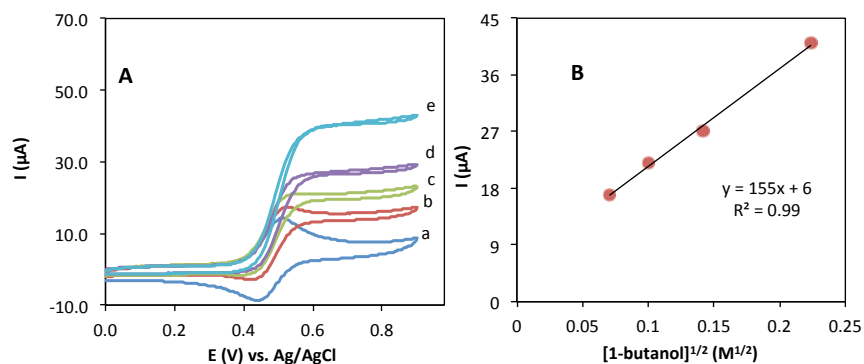 70.0
50.0
30.0
10.0
-10.0
I (µA)
A
e
d
c
b
a
0.0 0.2 0.4 0.6 0.8
E (V) vs. Ag/AgCl
45
36
27
18
9
0
I (µA)
B
y = 155x + 6
R² = 0.99
0 0.05 0.1 0.15 0.2 0.25
[1-butanol]¹/² (M¹/²)